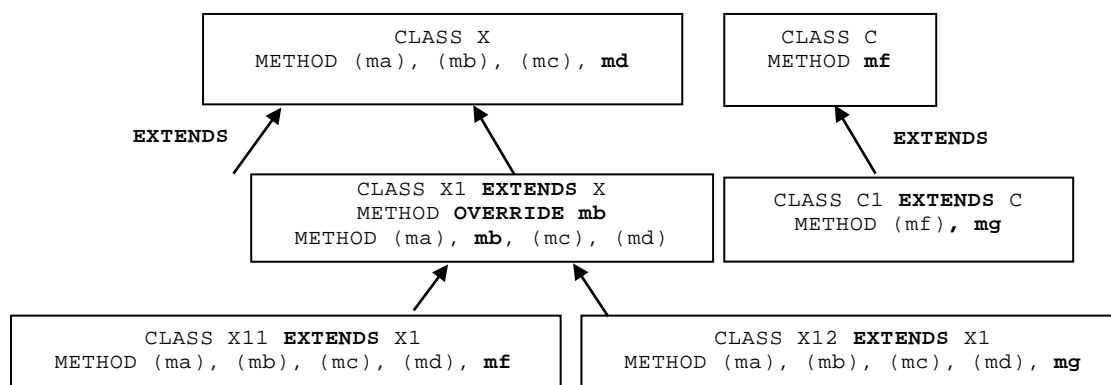 CLASS X
METHOD (ma), (mb), (mc), md
CLASS C
METHOD mf
EXTENDS
EXTENDS
CLASS X1 EXTENDS X
METHOD OVERRIDE mb
METHOD (ma), mb, (mc), (md)
CLASS C1 EXTENDS C
METHOD (mf), mg
CLASS X11 EXTENDS X1
METHOD (ma), (mb), (mc), (md), mf
CLASS X12 EXTENDS X1
METHOD (ma), (mb), (mc), (md), mg